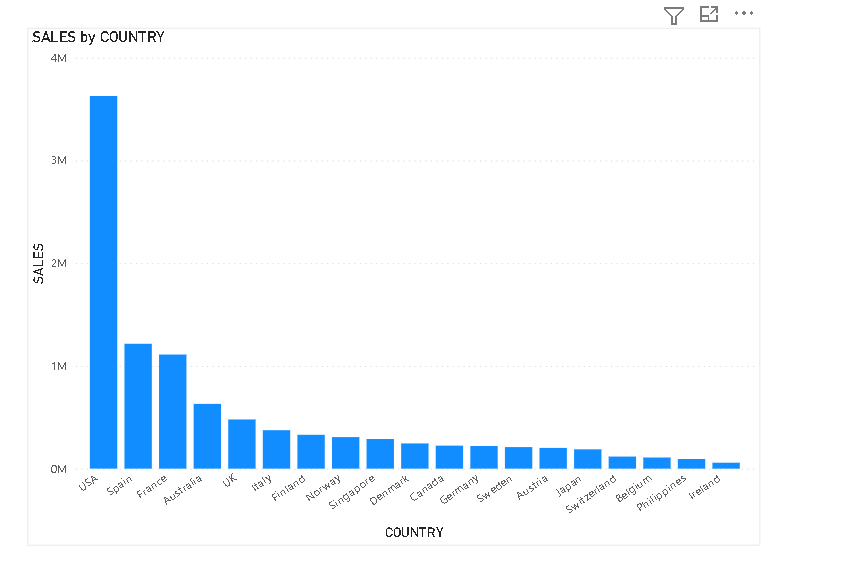 SALES by COUNTRY
4M
3M
2M
1M
0M
SALES
USA
Spain
France
Australia
UK
Italy
Finland
Norway
Singapore
Denmark
Canada
Germany
Sweden
Austria
Japan
Switzerland
Belgium
Philippines
Ireland
COUNTRY